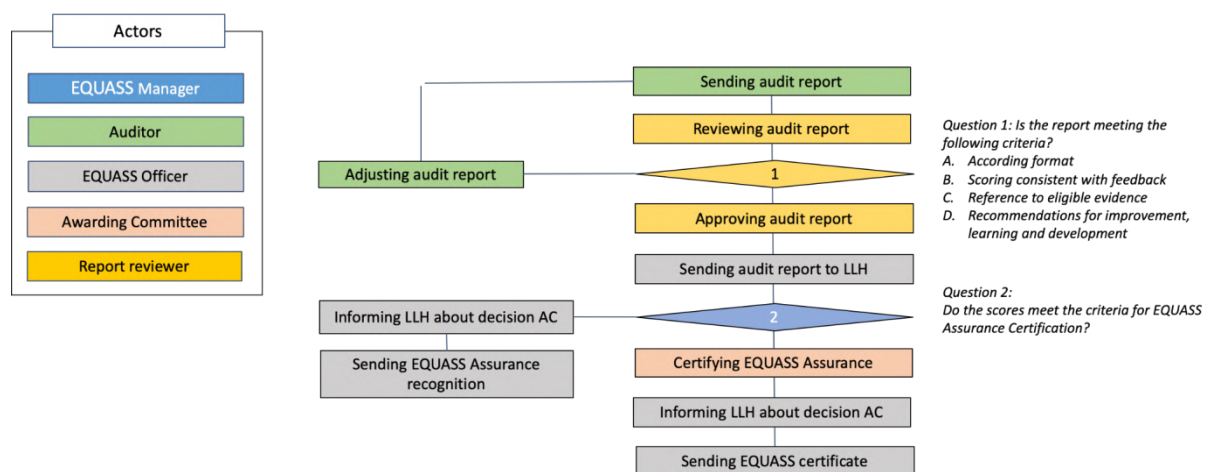 Actors
EQUASS Manager
Auditor
EQUASS Officer
Awarding Committee
Report reviewer
Sending audit report
Reviewing audit report
Adjusting audit report
1
Approving audit report
Sending audit report to LLH
Informing LLH about decision AC
2
Sending EQUASS Assurance
recognition
Certifying EQUASS Assurance
Informing LLH about decision AC
Sending EQUASS certificate
Question 1: Is the report meeting the
following criteria?
A. According format
B. Scoring consistent with feedback
C. Reference to eligible evidence
D. Recommendations for improvement,
learning and development
Question 2:
Do the scores meet the criteria for EQUASS
Assurance Certification?